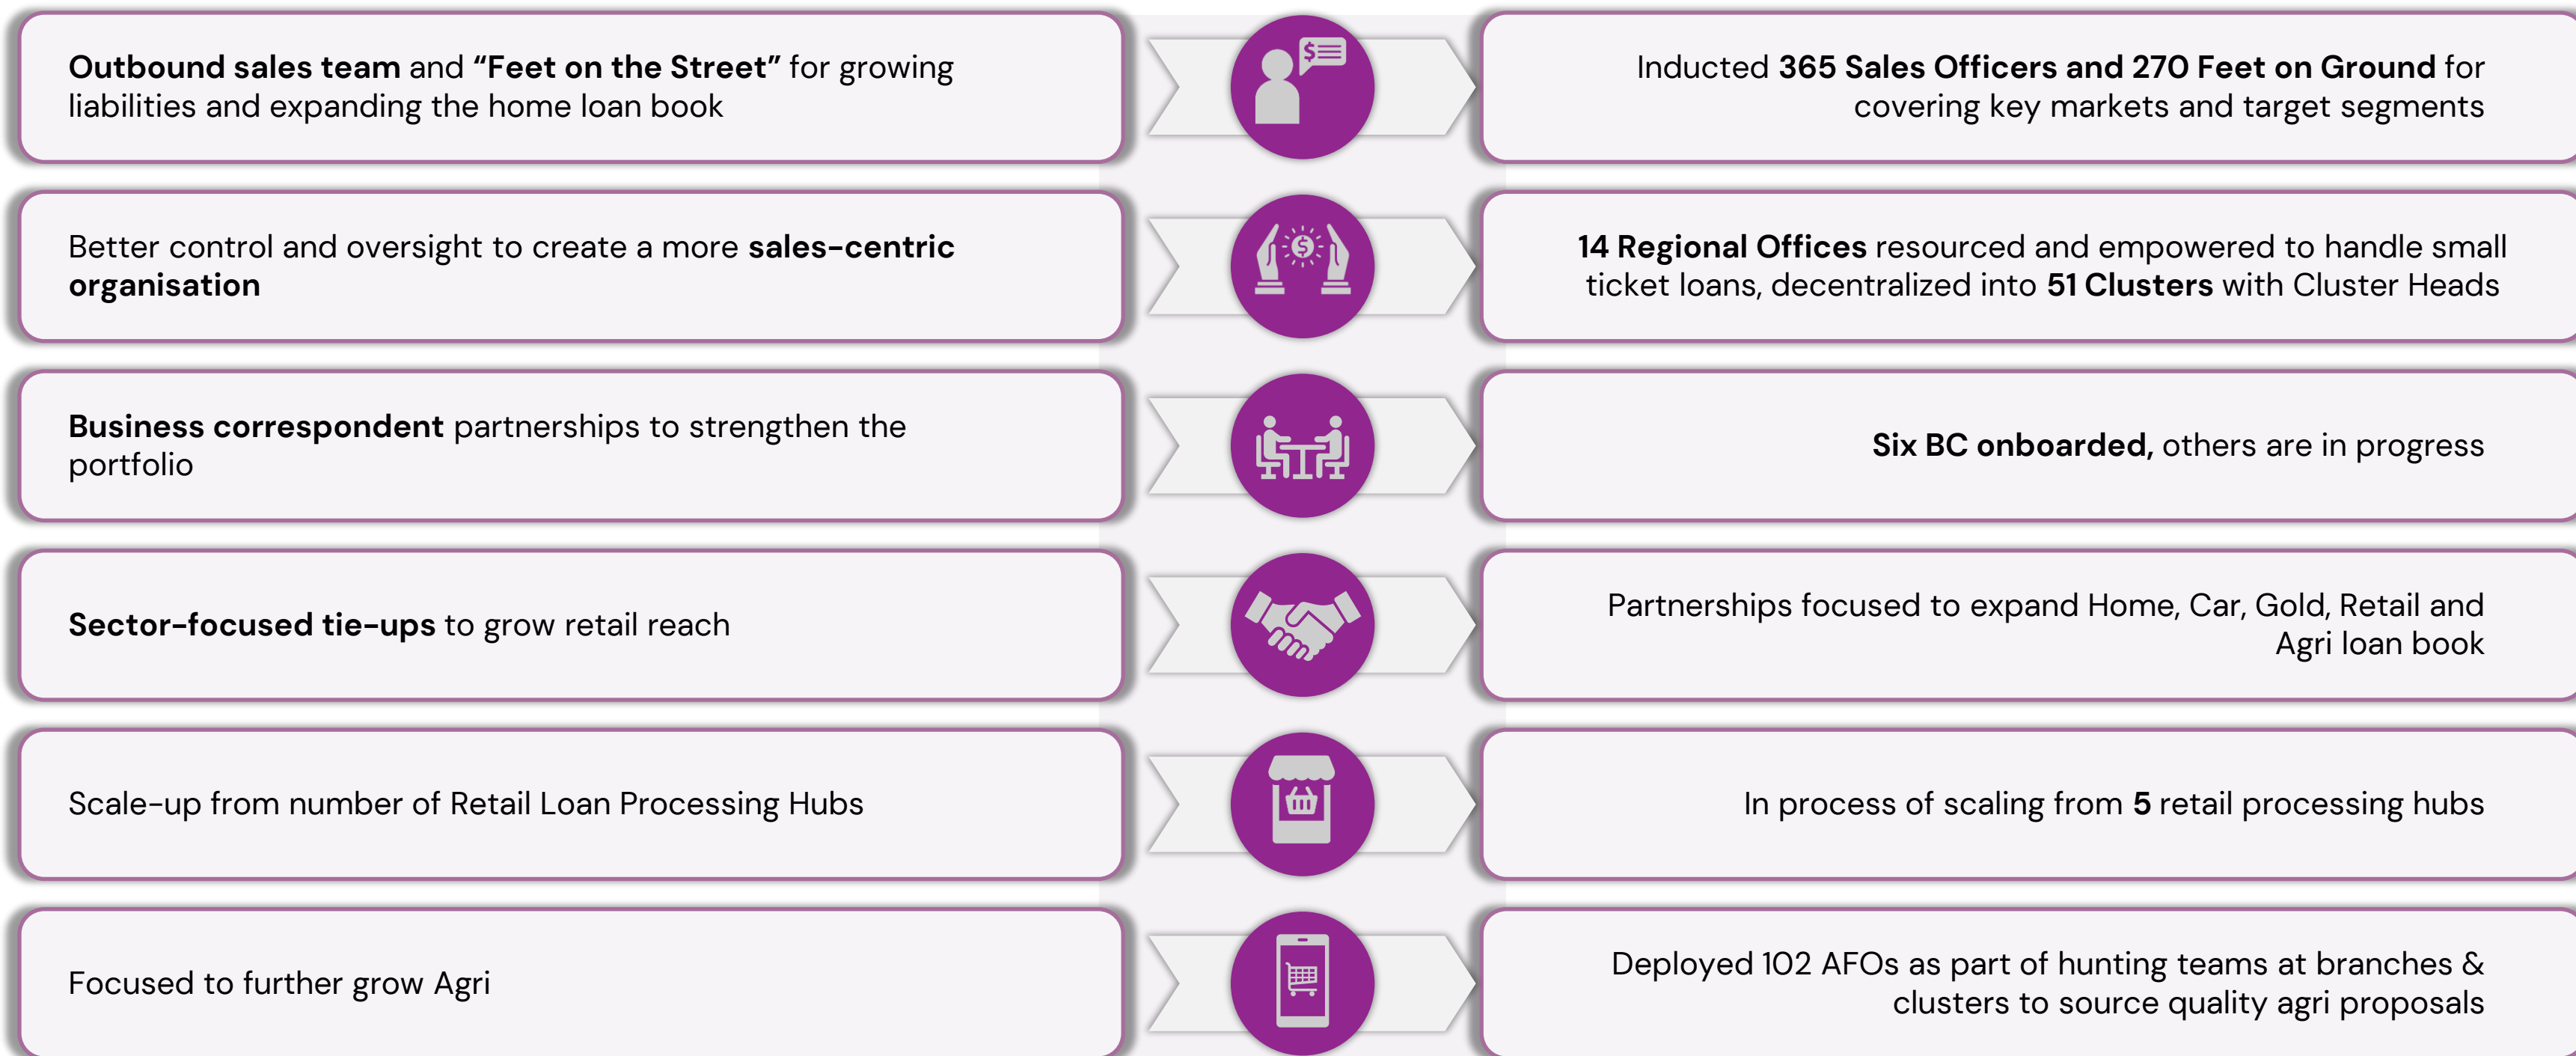 Outbound sales team and “Feet on the Street” for growing
liabilities and expanding the home loan book
Inducted 365 Sales Officers and 270 Feet on Ground for
covering key markets and target segments
Better control and oversight to create a more sales-centric
organisation
14 Regional Offices resourced and empowered to handle small
ticket loans, decentralized into 51 Clusters with Cluster Heads
Business correspondent partnerships to strengthen the
portfolio
Six BC onboarded, others are in progress
Sector-focused tie-ups to grow retail reach
Partnerships focused to expand Home, Car, Gold, Retail and
Agri loan book
Scale-up from number of Retail Loan Processing Hubs
In process of scaling from 5 retail processing hubs
Focused to further grow Agri
Deployed 102 AFOs as part of hunting teams at branches &
clusters to source quality agri proposals